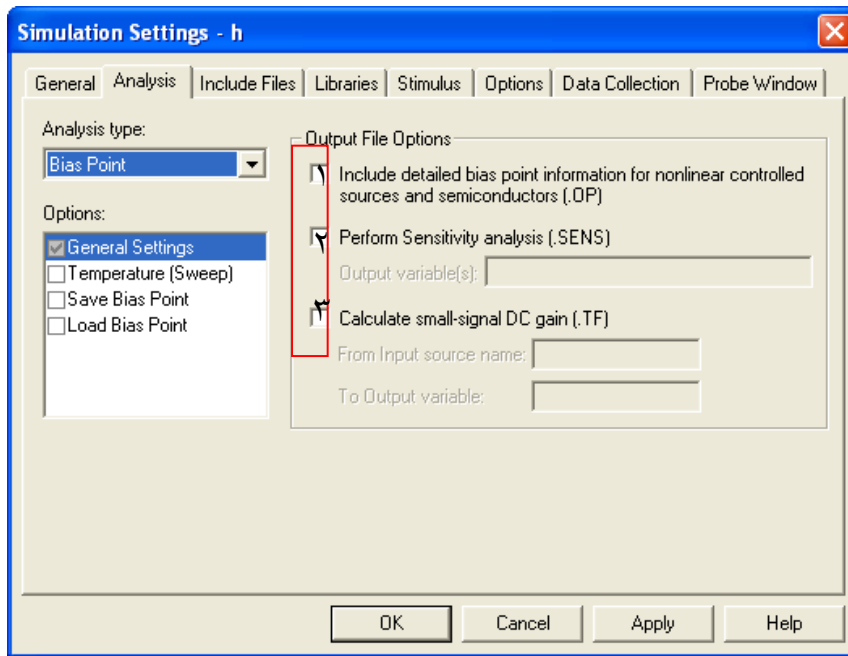 Simulation Settings - h
General Analysis Include Files Libraries Stimulus Options Data Collection Probe Window
Analysis type:
Bias Point
Options:
General Settings
Temperature (Sweep)
Save Bias Point
Load Bias Point
Output File Options
۱ Include detailed bias point information for nonlinear controlled
sources and semiconductors (.OP)
۲ Perform Sensitivity analysis (.SENS)
Output variable(s):
۳ Calculate small-signal DC gain (.TF)
From Input source name:
To Output variable:
OK Cancel Apply Help